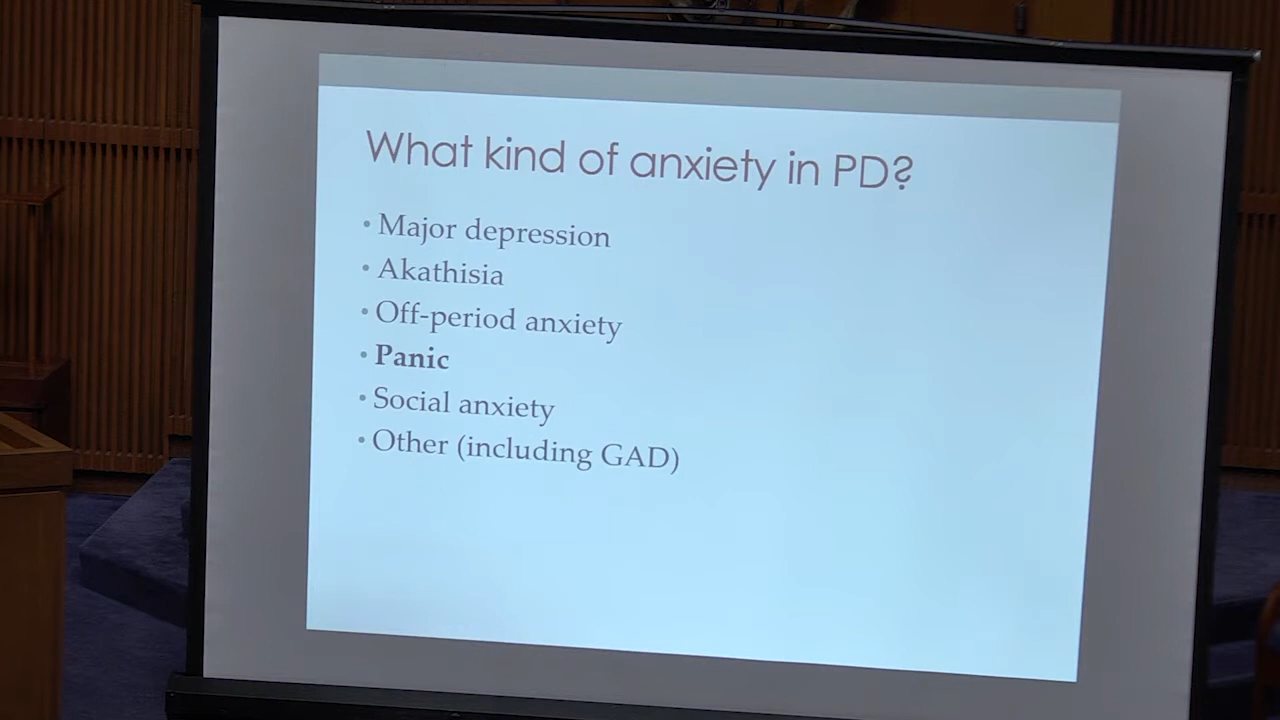 What kind of anxiety in PD?
• Major depression
• Akathisia
• Off-period anxiety
• Panic
• Social anxiety
• Other (including GAD)